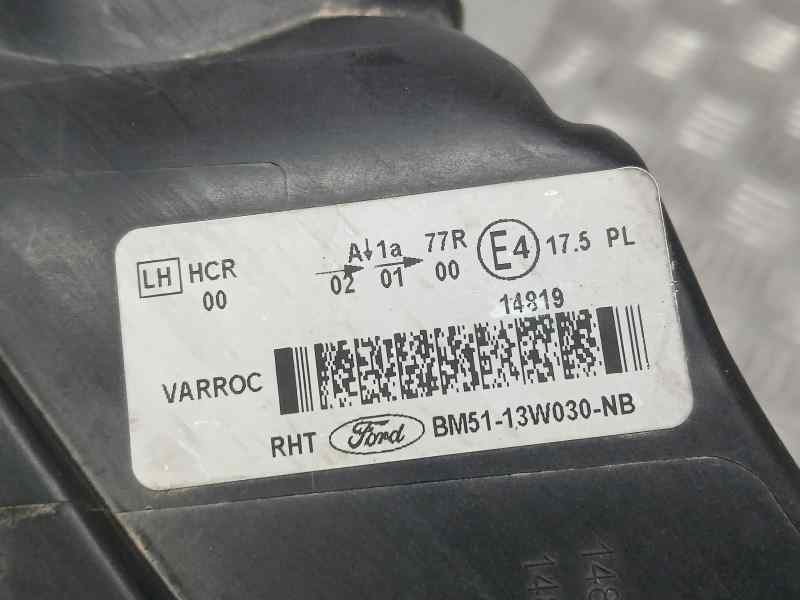 LH HCR A↓ 1a 77R E4 17.5 PL
00 02 01 00
14819
VARROC
RHT Ford BM51-13W030-NB